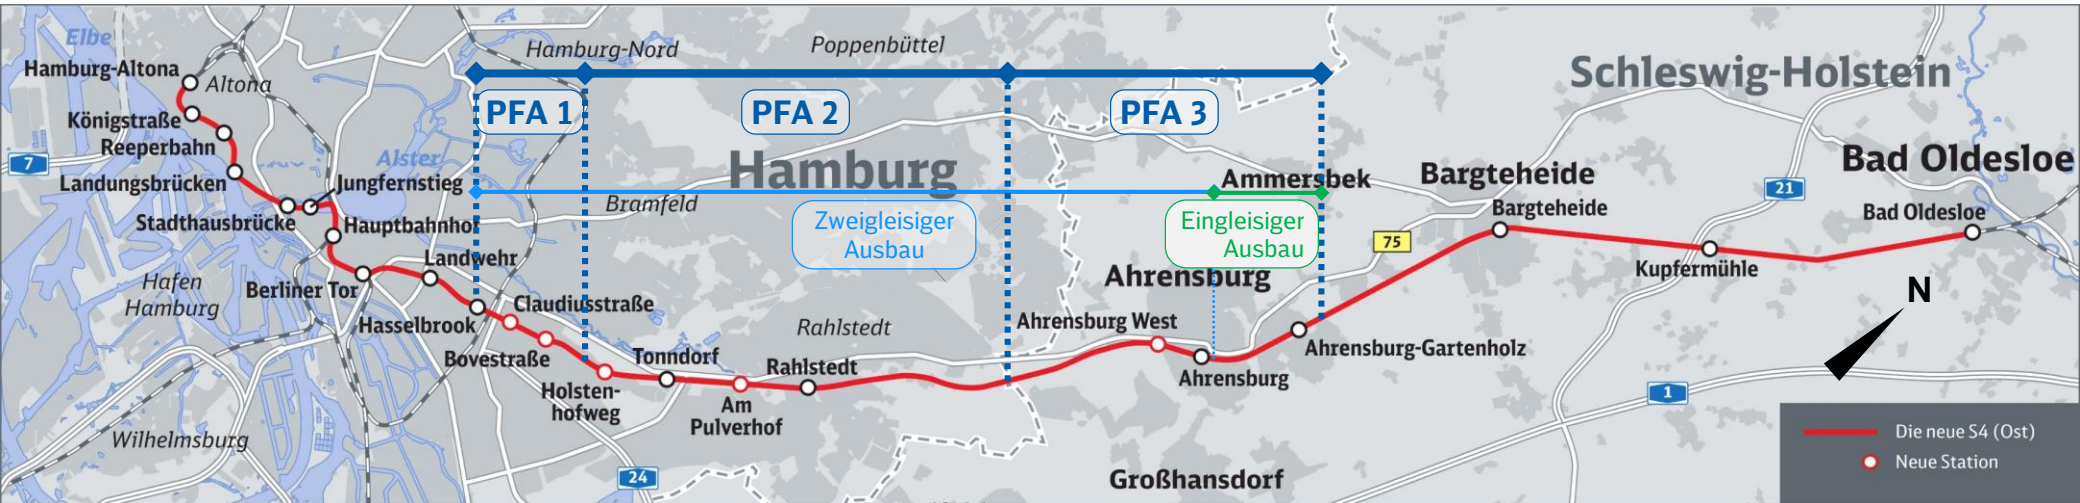 Elbe
Hamburg-Nord
Poppenbüttel
Schleswig-Holstein
Hamburg-Altona
Altona
PFA 1
PFA 2
PFA 3
Königstraße
Reeperbahn
7
Alster
Hamburg
Landungsbrücken
Jungfernstieg
Ammersbek
Bargteheide
21
Bad Oldesloe
Stadthausbrücke
Hauptbahnhof
Bramfeld
Zweigleisiger
Ausbau
Eingleisiger
Ausbau
75
Bargteheide
Bad Oldesloe
Landwehr
Hafen
Hamburg
Berliner Tor
Ahrensburg
Kupfermühle
N
Claudiusstraße
Hasselbrook
Rahlstedt
Ahrensburg West
Bovestraße
Tonndorf
Rahlstedt
Ahrensburg-Gartenholz
Ahrensburg
Holsten-
hofweg
Am
Pulverhof
1
Wilhelmsburg
24
Großhansdorf
Die neue S4 (Ost)
Neue Station